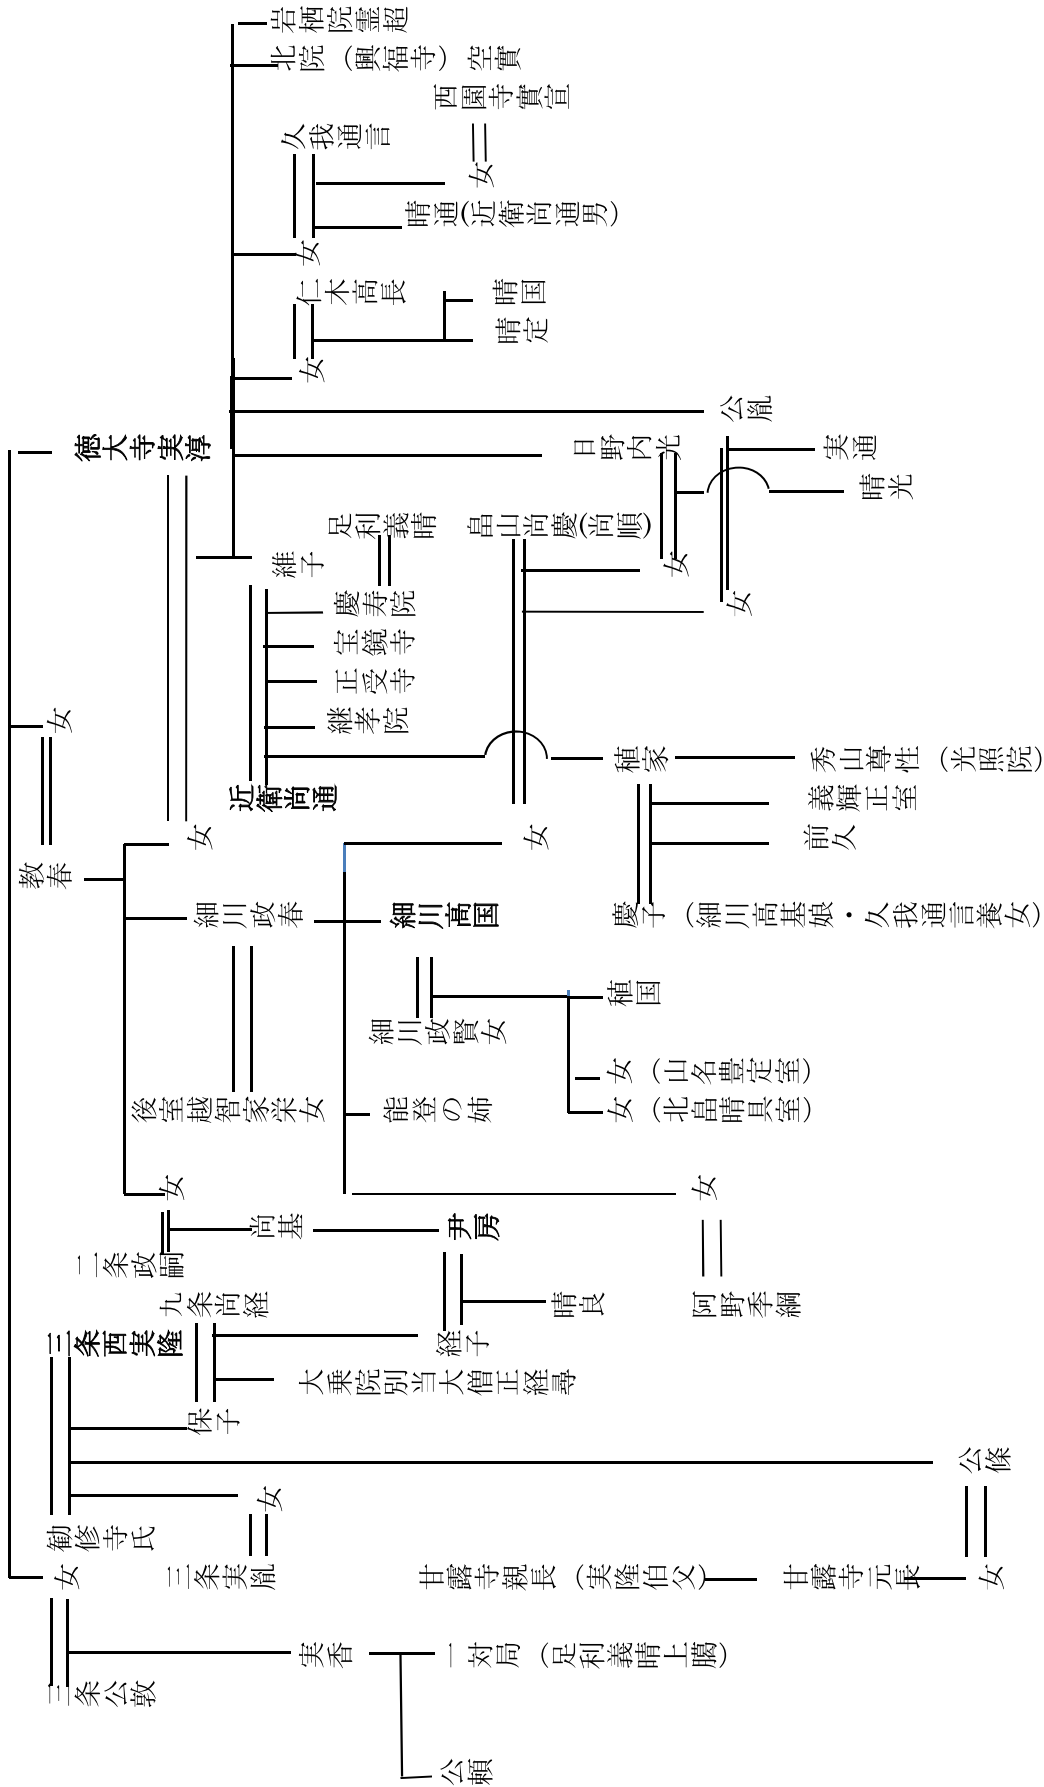 岩栖院霊超
北院（興福寺）空實
西園寺實宣
久我通言
女
晴通(近衛尚通男)
女
仁木高長
晴国
晴定
女
公胤
徳大寺実淳
日野内光
実通
晴光
足利義晴
畠山尚慶(尚順)
維子
女
慶寿院
女
宝鏡寺
正受寺
継孝院
女
稙家
秀山尊性（光照院）
近衛尚通
義輝正室
前久
女
女
教春
細川政春
細川高国
慶子（細川高基娘・久我通言養女）
稙国
細川政賢女
女（山名豊定室）
後室越智家栄女
能登の姉
女（北畠晴具室）
女
女
尚基
尹房
二条政嗣
九条尚経
晴良
阿野季綱
三条西実隆
経子
大乗院別当大僧正経尋
保子
公條
女
勧修寺氏
女
三条実胤
甘露寺親長（実隆伯父）
甘露寺元長
女
実香
一対局（足利義晴上臈）
三条公敦
公頼